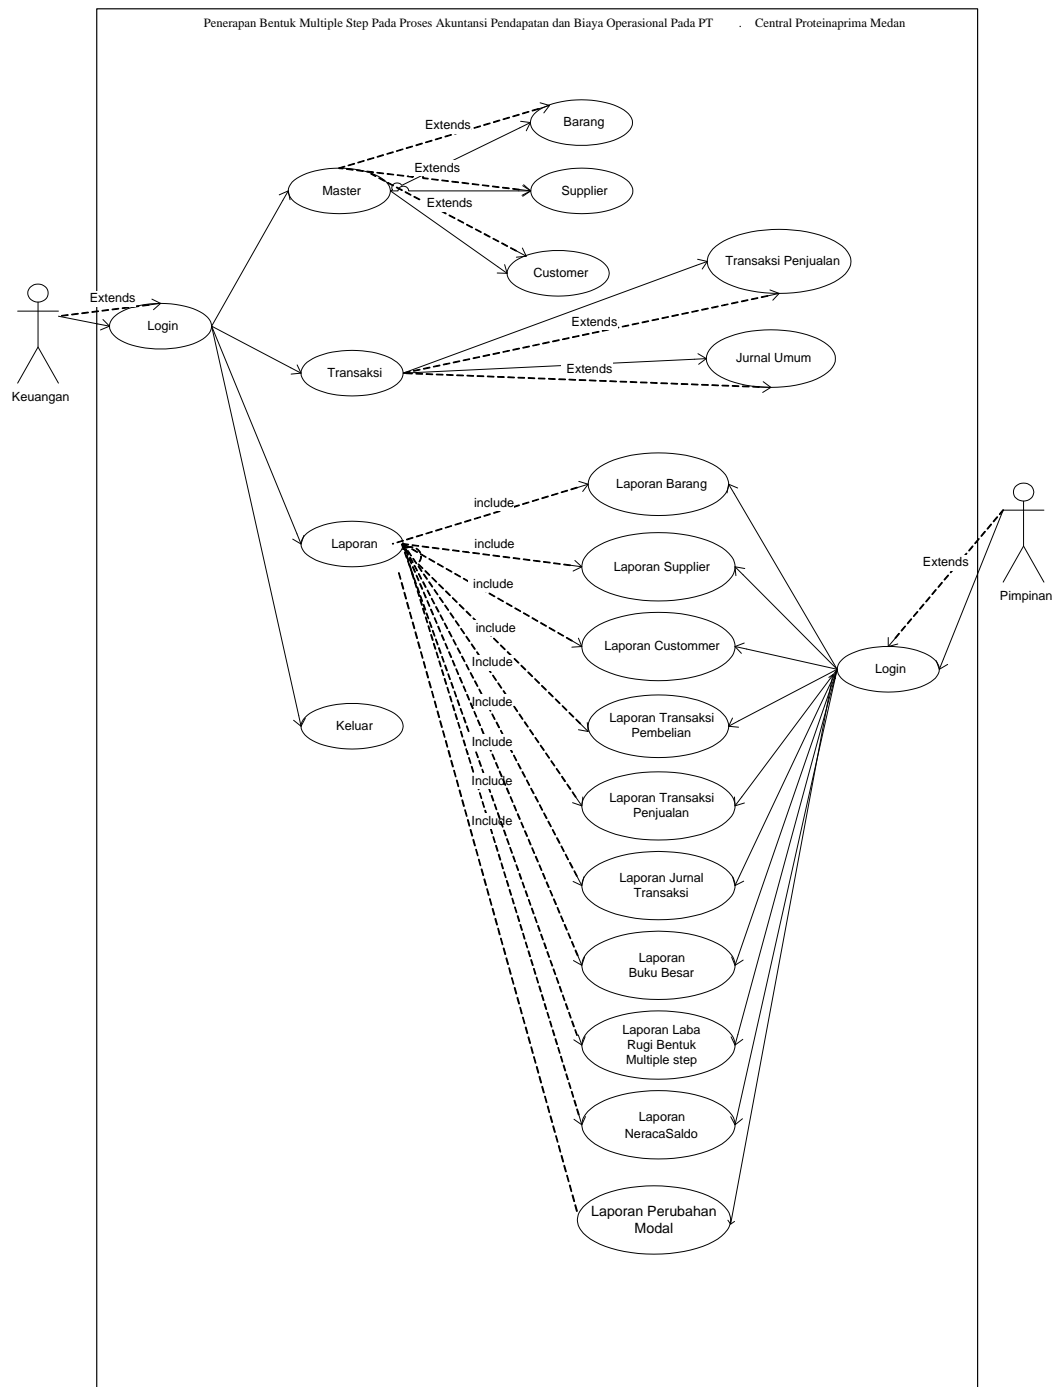 Penerapan Bentuk Multiple Step Pada Proses Akuntansi Pendapatan dan Biaya Operasional Pada PT . Central Proteinaprima Medan
Extends
Barang
Extends
Master
Supplier
Extends
Customer
Transaksi Penjualan
Extends
Login
Extends
Keuangan
Transaksi
Extends
Jurnal Umum
Laporan
include
Laporan Barang
include
Laporan Supplier
include
Laporan Custommer
include
Laporan Transaksi
Pembelian
Include
Laporan Transaksi
Penjualan
Include
Laporan Jurnal
Transaksi
Include
Laporan
Buku Besar
Include
Laporan Laba
Rugi Bentuk
Multiple step
Include
Laporan
NeracaSaldo
Laporan Perubahan
Modal
Keluar
Extends
Pimpinan
Login